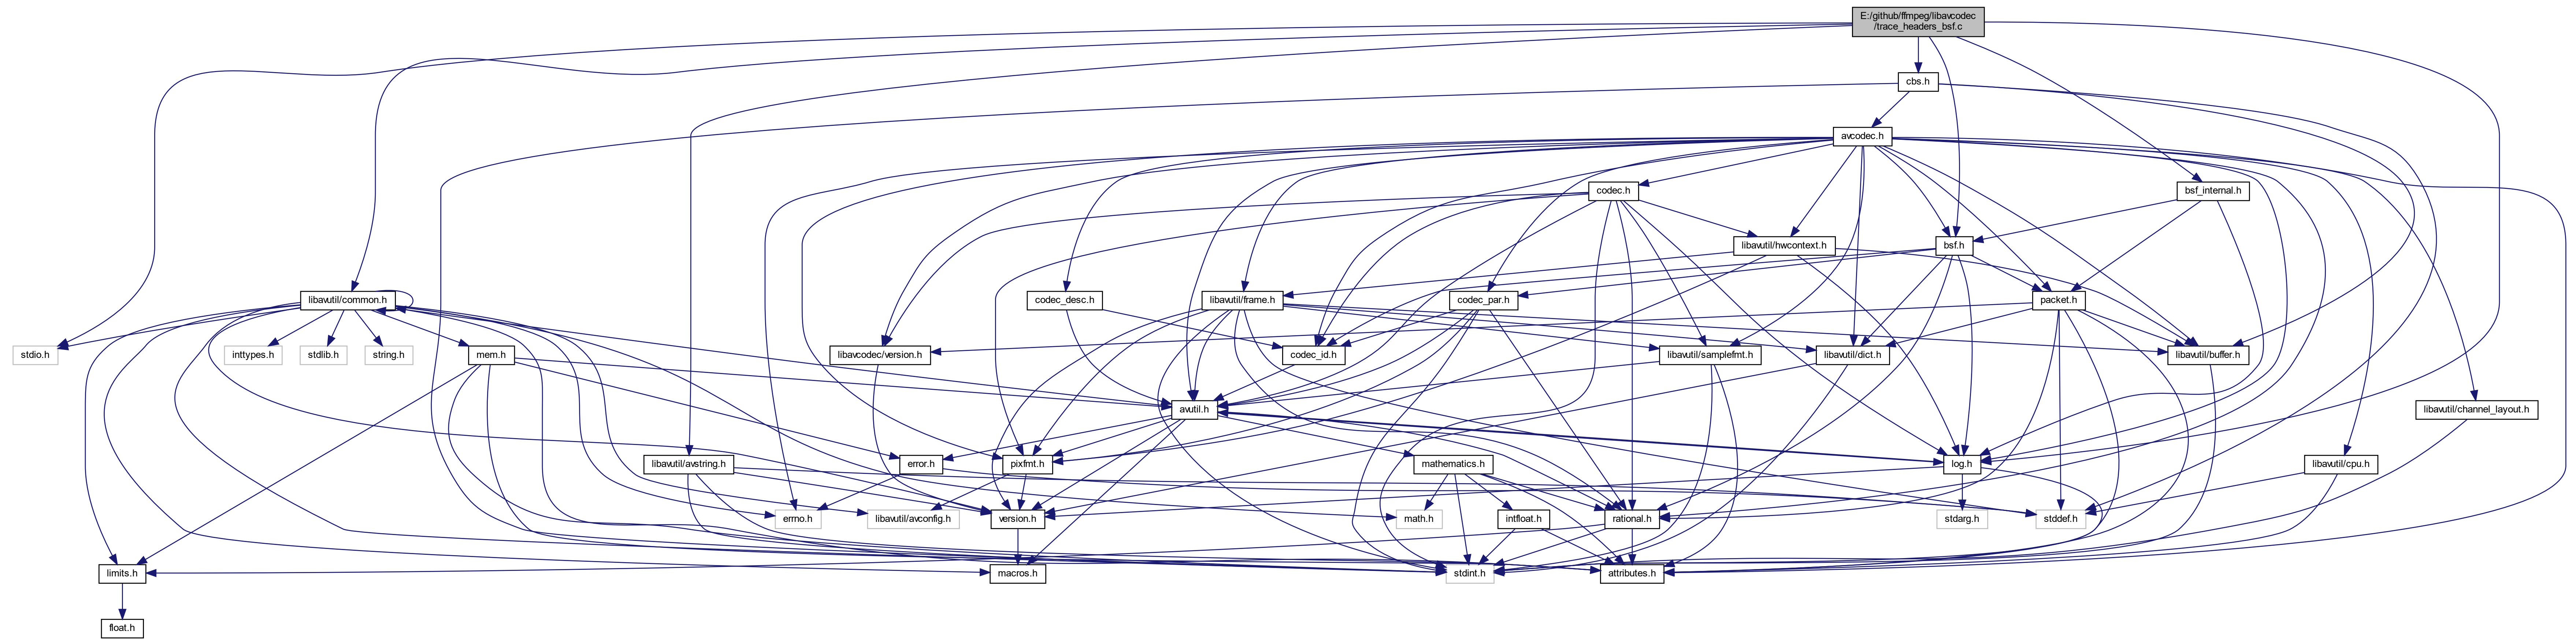 E:/github/ffmpeg/libavcodec
/trace_headers_bsf.c
cbs.h
avcodec.h
codec.h
bsf_internal.h
libavutil/hwcontext.h
bsf.h
libavutil/common.h
codec_desc.h
libavutil/frame.h
codec_par.h
packet.h
stdio.h
inttypes.h
stdlib.h
string.h
mem.h
libavcodec/version.h
codec_id.h
libavutil/samplefmt.h
libavutil/dict.h
libavutil/buffer.h
avutil.h
libavutil/channel_layout.h
libavutil/avstring.h
error.h
pixfmt.h
mathematics.h
log.h
libavutil/cpu.h
errno.h
libavutil/avconfig.h
version.h
math.h
intfloat.h
rational.h
stdarg.h
stddef.h
limits.h
macros.h
stdint.h
attributes.h
float.h